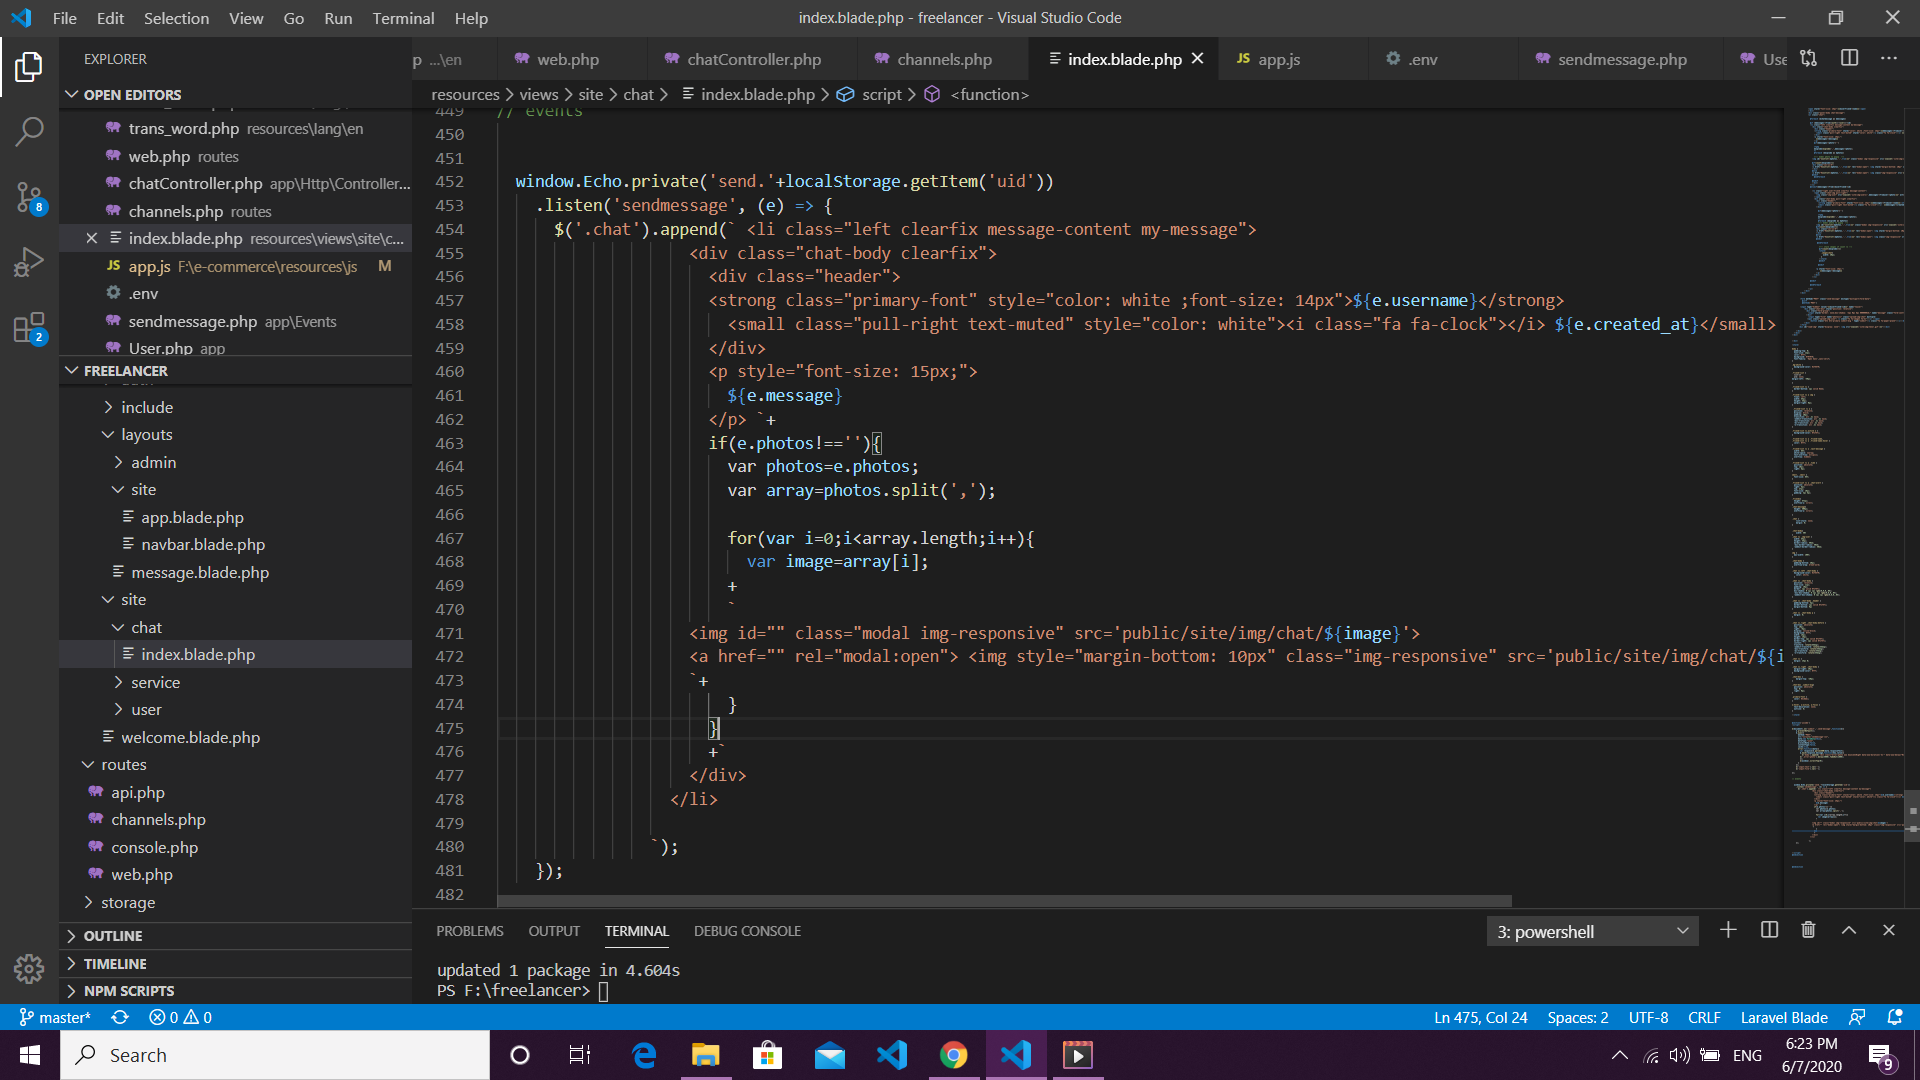 File Edit Selection View Go Run Terminal Help
index.blade.php - freelancer - Visual Studio Code
EXPLORER
p ...\en
web.php
chatController.php
channels.php
index.blade.php
JS app.js
.env
sendmessage.php
Use
OPEN EDITORS
resources > views > site > chat > index.blade.php > script > <function>
trans_word.php resources\lang\en
web.php routes
chatController.php app\Http\Controller...
channels.php routes
index.blade.php resources\views\site\c...
JS app.js F:\e-commerce\resources\js M
.env
sendmessage.php app\Events
User.php app
8
2
FREELANCER
include
layouts
admin
site
app.blade.php
navbar.blade.php
message.blade.php
site
chat
index.blade.php
service
user
welcome.blade.php
routes
api.php
channels.php
console.php
web.php
storage
OUTLINE
TIMELINE
NPM SCRIPTS
449 // events
450
451
452 window.Echo.private('send.'+localStorage.getItem('uid'))
453 .listen('sendmessage', (e) => {
454 $('.chat').append(` <li class="left clearfix message-content my-message">
455 <div class="chat-body clearfix">
456 <div class="header">
457 <strong class="primary-font" style="color: white ;font-size: 14px">${e.username}</strong>
458 <small class="pull-right text-muted" style="color: white"><i class="fa fa-clock"></i> ${e.created_at}</small>
459 </div>
460 <p style="font-size: 15px;">
461 ${e.message}
462 </p> `+
463 if(e.photos!==''){
464 var photos=e.photos;
465 var array=photos.split(',');
466
467 for(var i=0;i<array.length;i++){
468 var image=array[i];
469 +
470 `
471 <img id="" class="modal img-responsive" src='public/site/img/chat/${image}'>
472 <a href="" rel="modal:open"> <img style="margin-bottom: 10px" class="img-responsive" src='public/site/img/chat/${i
473 `+
474 }
475 }
476 +`
477 </div>
478 </li>
479
480 `);
481 });
482
PROBLEMS OUTPUT TERMINAL DEBUG CONSOLE
3: powershell
updated 1 package in 4.604s
PS F:\freelancer>
master* 0 0
Ln 475, Col 24 Spaces: 2 UTF-8 CRLF Laravel Blade
Search
ENG
6:23 PM
6/7/2020
9